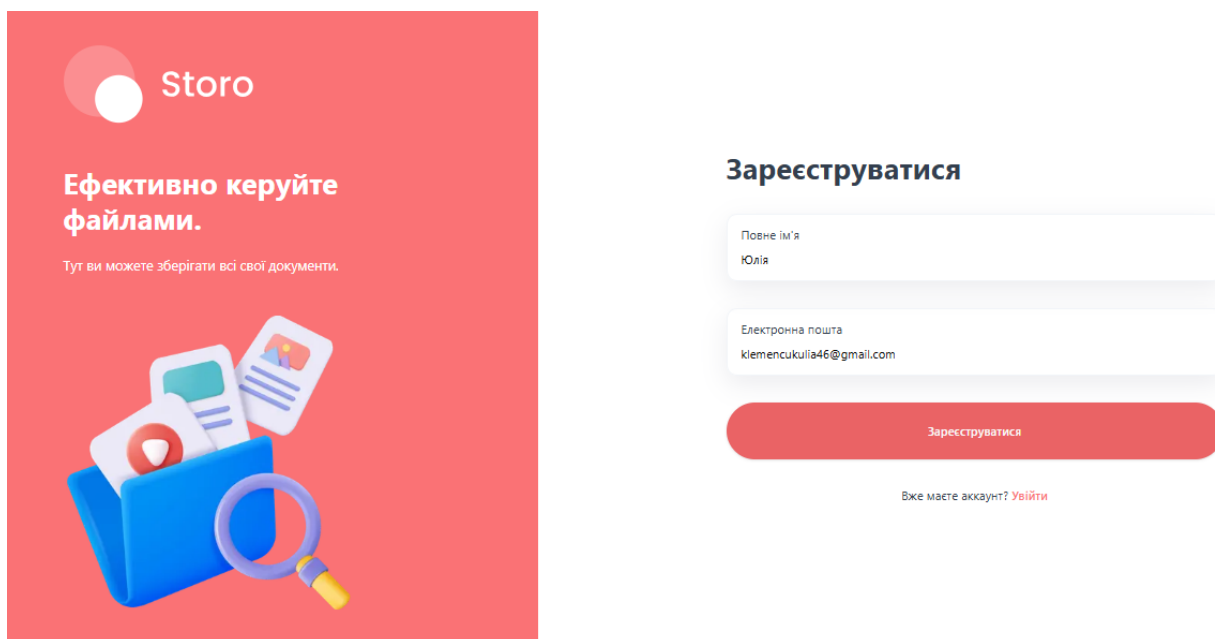 Storo
Ефективно керуйте
файлами.
Тут ви можете зберігати всі свої документи.
Зареєструватися
Повне ім'я
Юлія
Електронна пошта
klemencukulia46@gmail.com
Зареєструватися
Вже маєте аккаунт? Увійти